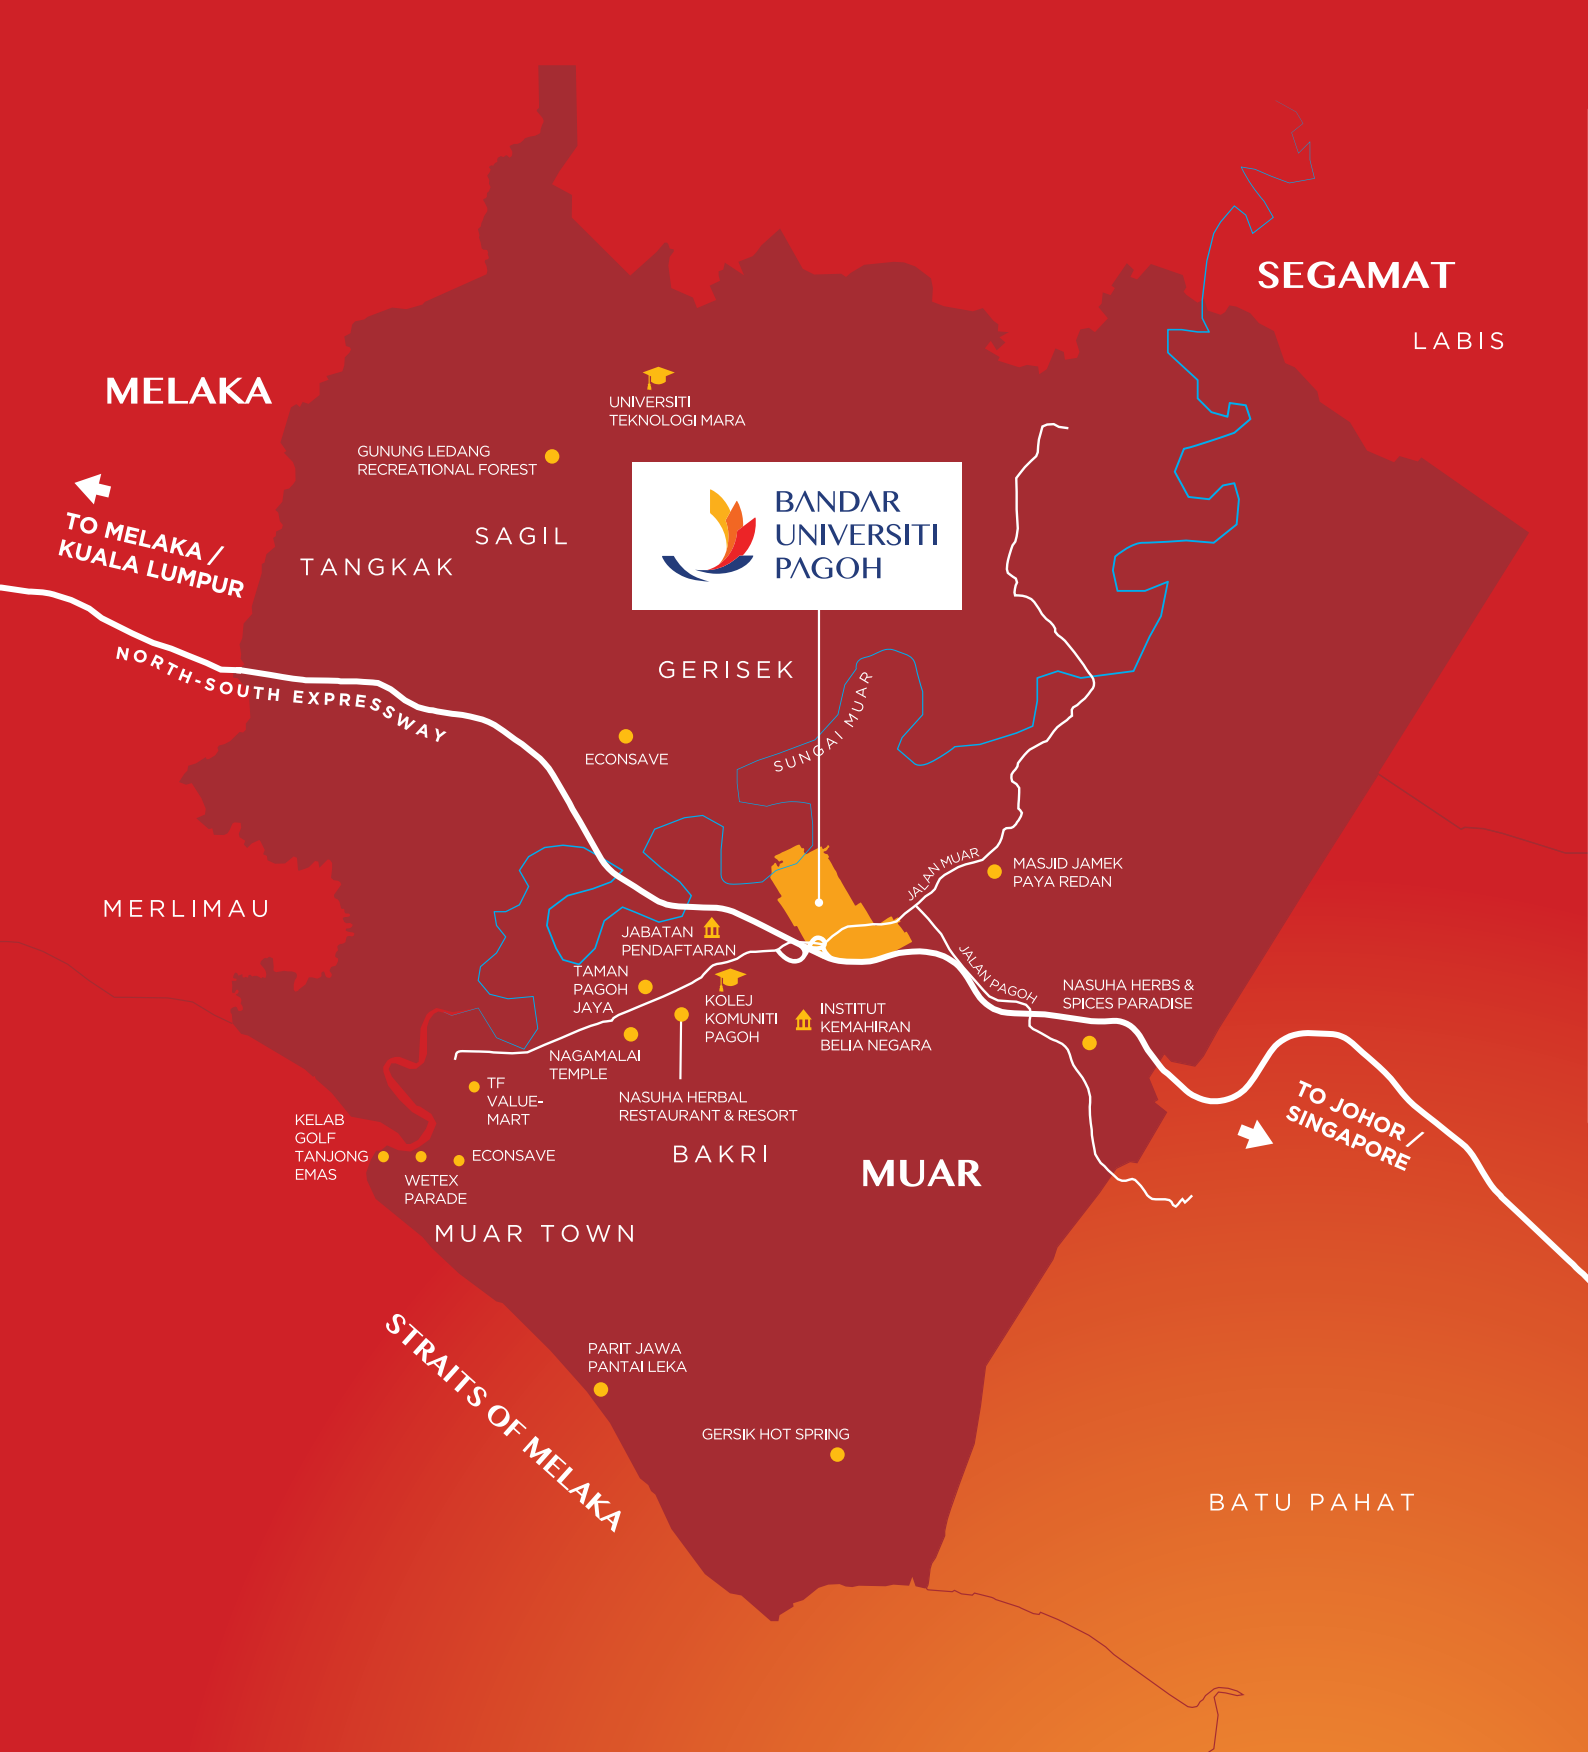 SEGAMAT
LABIS
MELAKA
UNIVERSITI
TEKNOLOGI MARA
GUNUNG LEDANG
RECREATIONAL FOREST
BANDAR
UNIVERSITI
PAGOH
TO MELAKA /
KUALA LUMPUR
SAGIL
TANGKAK
NORTH-SOUTH EXPRESSWAY
GERISEK
SUNGAI MUAR
ECONSAVE
JALAN MUAR
MASJID JAMEK
PAYA REDAN
MERLIMAU
JABATAN
PENDAFTARAN
TAMAN
PAGOH
JAYA
JALAN PAGOH
NASUHA HERBS &
SPICES PARADISE
KOLEJ
KOMUNITI
PAGOH
INSTITUT
KEMAHIRAN
BELIA NEGARA
NAGAMALAI
TEMPLE
TF
VALUE-
MART
NASUHA HERBAL
RESTAURANT & RESORT
KELAB
GOLF
TANJONG
EMAS
ECONSAVE
WETEX
PARADE
BAKRI
MUAR
TO JOHOR /
SINGAPORE
MUAR TOWN
STRAITS OF MELAKA
PARIT JAWA
PANTAI LEKA
GERSIK HOT SPRING
BATU PAHAT